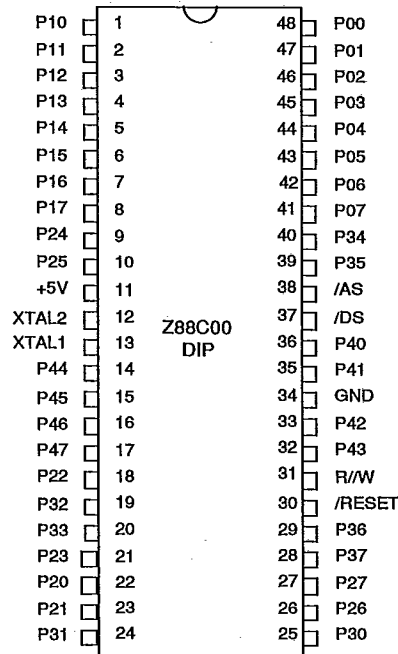 P10 1 48 P00
P11 2 47 P01
P12 3 46 P02
P13 4 45 P03
P14 5 44 P04
P15 6 43 P05
P16 7 42 P06
P17 8 41 P07
P24 9 40 P34
P25 10 39 P35
+5V 11 38 /AS
XTAL2 12 37 /DS
Z88C00
XTAL1 13 36 P40
DIP
P44 14 35 P41
P45 15 34 GND
P46 16 33 P42
P47 17 32 P43
P22 18 31 R//W
P32 19 30 /RESET
P33 20 29 P36
P23 21 28 P37
P20 22 27 P27
P21 23 26 P26
P31 24 25 P30